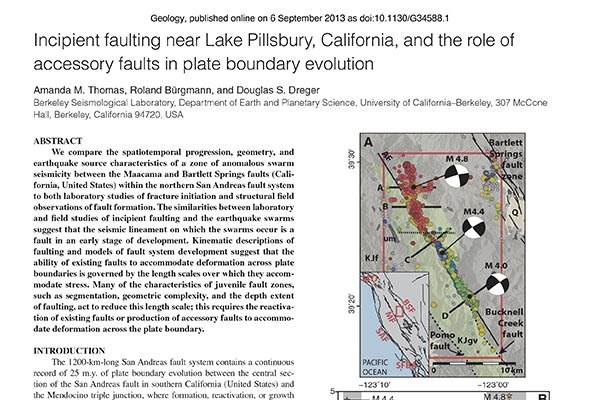 Geology, published online on 6 September 2013 as doi:10.1130/G34588.1
Incipient faulting near Lake Pillsbury, California, and the role of
accessory faults in plate boundary evolution
Amanda M. Thomas, Roland Bürgmann, and Douglas S. Dreger
Berkeley Seismological Laboratory, Department of Earth and Planetary Science, University of California–Berkeley, 307 McCone
Hall, Berkeley, California 94720, USA
ABSTRACT
We compare the spatiotemporal progression, geometry, and
earthquake source characteristics of a zone of anomalous swarm
seismicity between the Maacama and Bartlett Springs faults (Cali-
fornia, United States) within the northern San Andreas fault system
to both laboratory studies of fracture initiation and structural field
observations of fault formation. The similarities between laboratory
and field studies of incipient faulting and the earthquake swarms
suggest that the seismic lineament on which the swarms occur is a
fault in an early stage of development. Kinematic descriptions of
faulting and models of fault system development suggest that the
ability of existing faults to accommodate deformation across plate
boundaries is governed by the length scales over which they accom-
modate stress. Many of the characteristics of juvenile fault zones,
such as segmentation, geometric complexity, and the depth extent
of faulting, act to reduce this length scale; this requires the reactiva-
tion of existing faults or production of accessory faults to accommo-
date deformation across the plate boundary.
INTRODUCTION
The 1200-km-long San Andreas fault system contains a continuous
record of 25 m.y. of plate boundary evolution between the central sec-
tion of the San Andreas fault in southern California (United States) and
the Mendocino triple junction, where formation, reactivation, or growth
A
Bartlett
Springs
fault
zone
M 4.8
39°30'
A
B
Q
M4.4
um
C
KJf
M 4.0
BSF
MF
SAF
39°20'
D
Bucknell
Creek
fault
Pomo
fault
KJgv
PACIFIC
OCEAN
0
10 km
−123°10'
−123°00'
5
M 4.4
M 4.8
B